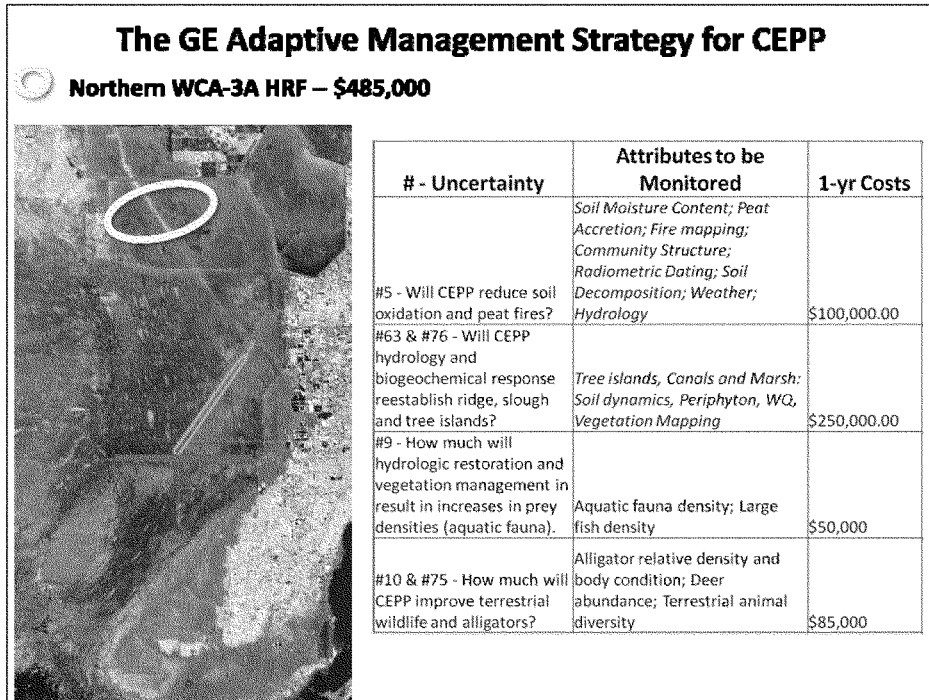 The GE Adaptive Management Strategy for CEPP
Northern WCA-3A HRF – $485,000
# - Uncertainty
Attributes to be
Monitored
1-yr Costs
#5 - Will CEPP reduce soil
oxidation and peat fires?
Soil Moisture Content; Peat
Accretion; Fire mapping;
Community Structure;
Radiometric Dating; Soil
Decomposition; Weather;
Hydrology
$100,000.00
#63 & #76 - Will CEPP
hydrology and
biogeochemical response
reestablish ridge, slough
and tree islands?
Tree islands, Canals and Marsh:
Soil dynamics, Periphyton, WQ,
Vegetation Mapping
$250,000.00
#9 - How much will
hydrologic restoration and
vegetation management in
result in increases in prey
densities (aquatic fauna).
Aquatic fauna density; Large
fish density
$50,000
#10 & #75 - How much will
CEPP improve terrestrial
wildlife and alligators?
Alligator relative density and
body condition; Deer
abundance; Terrestrial animal
diversity
$85,000